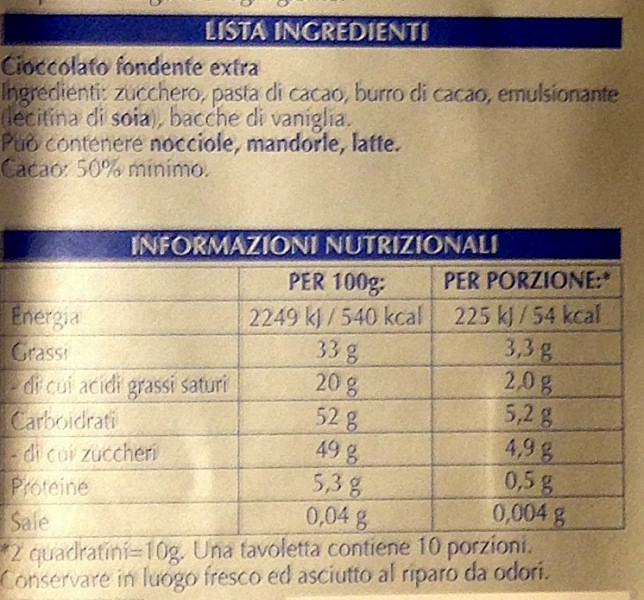 LISTA INGREDIENTI
Cioccolato fondente extra
Ingredienti: zucchero, pasta di cacao, burro di cacao, emulsionante
(lecitina di soia), bacche di vaniglia.
Può contenere nocciole, mandorle, latte.
Cacao: 50% minimo.
INFORMAZIONI NUTRIZIONALI
PER 100g: PER PORZIONE:*
Energia 2249 kJ / 540 kcal 225 kJ / 54 kcal
Grassi 33 g 3,3 g
- di cui acidi grassi saturi 20 g 2,0 g
Carboidrati 52 g 5,2 g
- di cui zuccheri 49 g 4,9 g
Proteine 5,3 g 0,5 g
Sale 0,04 g 0,004 g
*2 quadratini=10g. Una tavoletta contiene 10 porzioni.
Conservare in luogo fresco ed asciutto al riparo da odori.